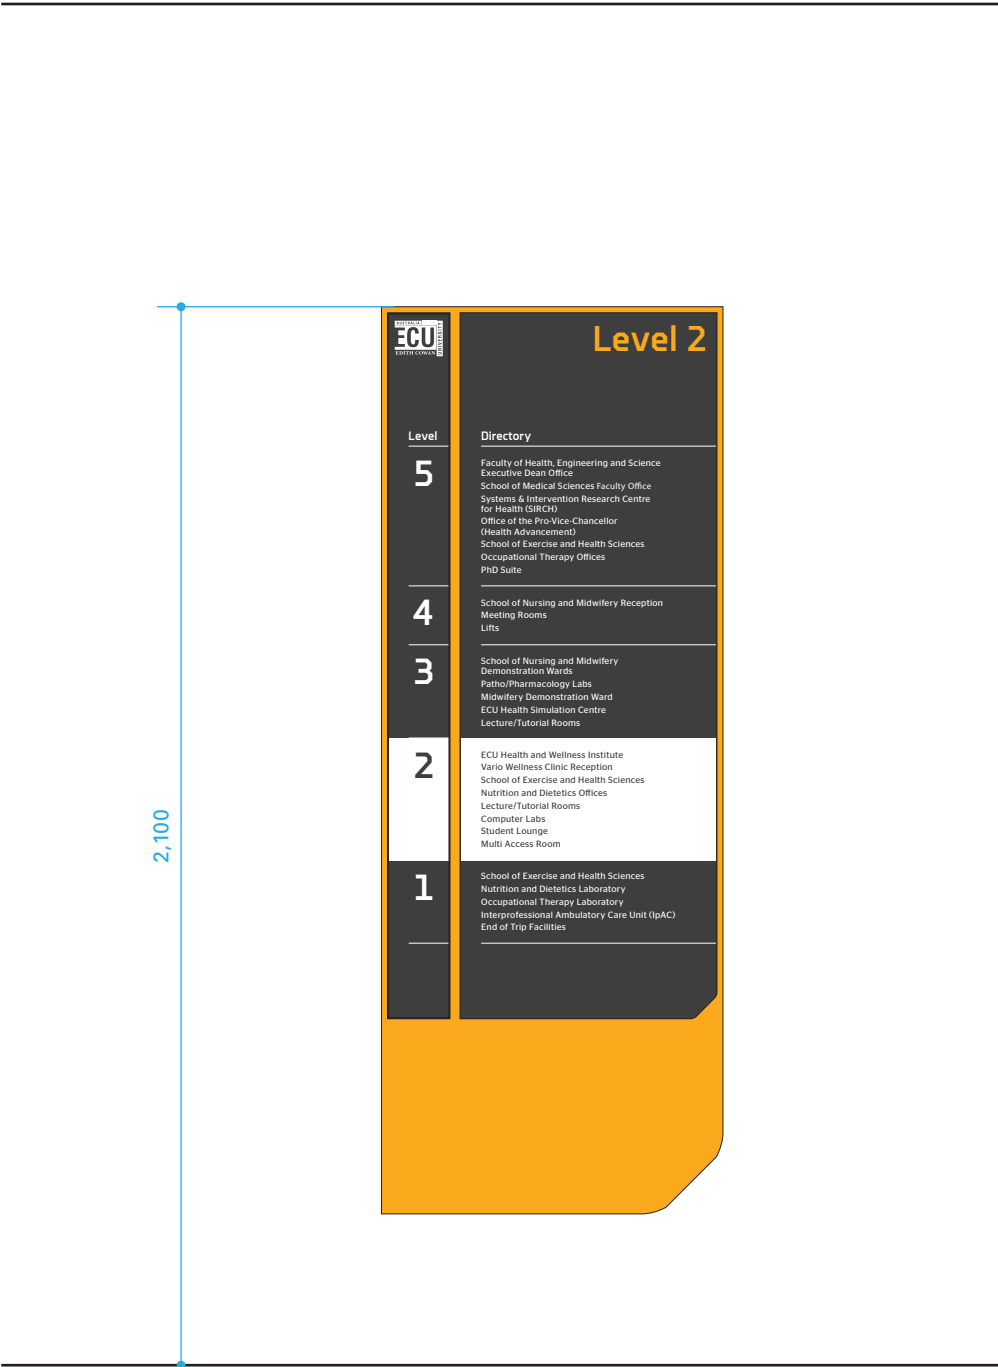 AUSTRALIA
ECU
EDITH COWAN
UNIVERSITY
Level 2
Level
Directory
5
Faculty of Health, Engineering and Science
Executive Dean Office
School of Medical Sciences Faculty Office
Systems & Intervention Research Centre
for Health (SIRCH)
Office of the Pro-Vice-Chancellor
(Health Advancement)
School of Exercise and Health Sciences
Occupational Therapy Offices
PhD Suite
4
School of Nursing and Midwifery Reception
Meeting Rooms
Lifts
3
School of Nursing and Midwifery
Demonstration Wards
Patho/Pharmacology Labs
Midwifery Demonstration Ward
ECU Health Simulation Centre
Lecture/Tutorial Rooms
2
ECU Health and Wellness Institute
Vario Wellness Clinic Reception
School of Exercise and Health Sciences
Nutrition and Dietetics Offices
Lecture/Tutorial Rooms
Computer Labs
Student Lounge
Multi Access Room
1
School of Exercise and Health Sciences
Nutrition and Dietetics Laboratory
Occupational Therapy Laboratory
Interprofessional Ambulatory Care Unit (IpAC)
End of Trip Facilities
2,100